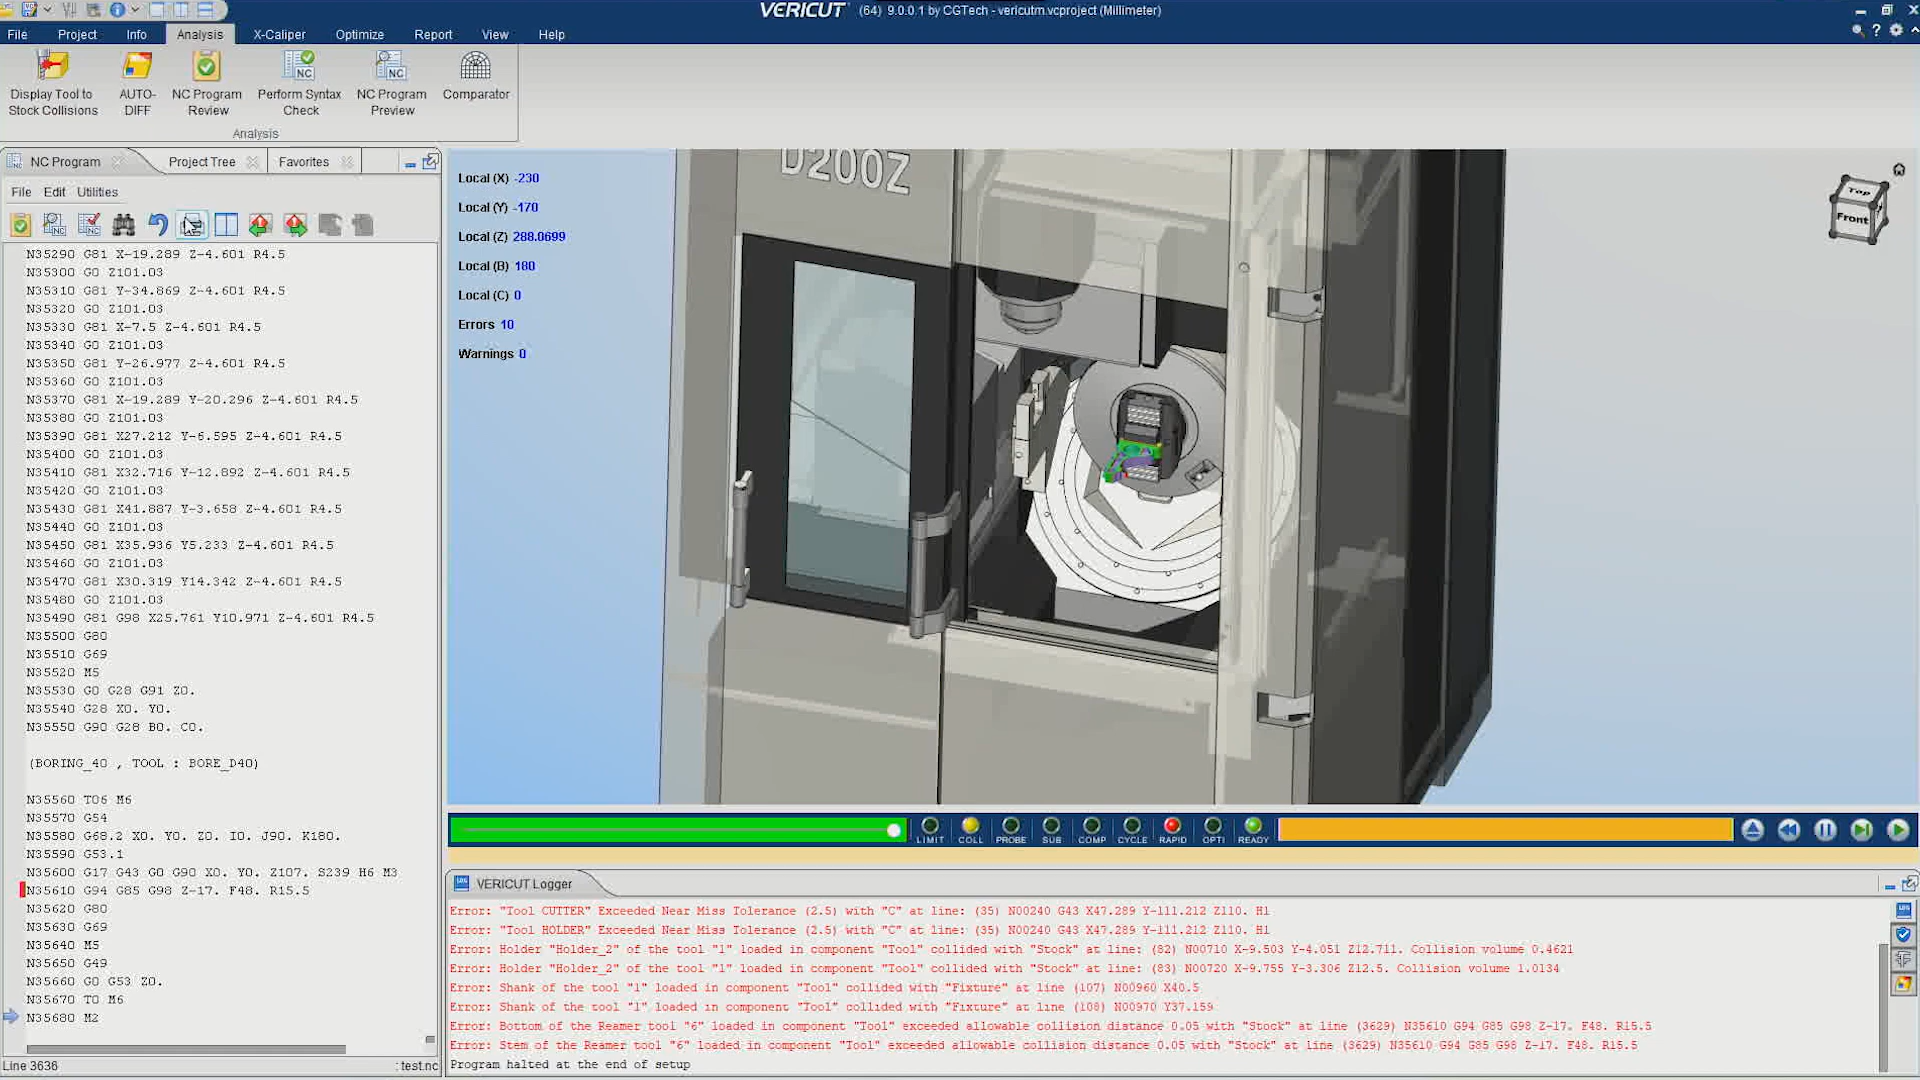 VERICUT (64) 9.0.0.1 by CGTech - vericutm.vcproject (Millimeter)
File Project Info Analysis X-Caliper Optimize Report View Help
Display Tool to Stock Collisions
AUTO-DIFF
NC Program Review
Perform Syntax Check
NC Program Preview
Comparator
Analysis
NC Program Project Tree Favorites
File Edit Utilities
N35290 G81 X-19.289 Z-4.601 R4.5
N35300 G0 Z101.03
N35310 G81 Y-34.869 Z-4.601 R4.5
N35320 G0 Z101.03
N35330 G81 X-7.5 Z-4.601 R4.5
N35340 G0 Z101.03
N35350 G81 Y-26.977 Z-4.601 R4.5
N35360 G0 Z101.03
N35370 G81 X-19.289 Y-20.296 Z-4.601 R4.5
N35380 G0 Z101.03
N35390 G81 X27.212 Y-6.595 Z-4.601 R4.5
N35400 G0 Z101.03
N35410 G81 X32.716 Y-12.892 Z-4.601 R4.5
N35420 G0 Z101.03
N35430 G81 X41.887 Y-3.658 Z-4.601 R4.5
N35440 G0 Z101.03
N35450 G81 X35.936 Y5.233 Z-4.601 R4.5
N35460 G0 Z101.03
N35470 G81 X30.319 Y14.342 Z-4.601 R4.5
N35480 G0 Z101.03
N35490 G81 G98 X25.761 Y10.971 Z-4.601 R4.5
N35500 G80
N35510 G69
N35520 M5
N35530 G0 G28 G91 Z0.
N35540 G28 X0. Y0.
N35550 G90 G28 B0. C0.
(BORING_40 , TOOL : BORE_D40)
N35560 T06 M6
N35570 G54
N35580 G68.2 X0. Y0. Z0. I0. J90. K180.
N35590 G53.1
N35600 G17 G43 G0 G90 X0. Y0. Z107. S239 H6 M3
N35610 G94 G85 G98 Z-17. F48. R15.5
N35620 G80
N35630 G69
N35640 M5
N35650 G49
N35660 G0 G53 Z0.
N35670 T0 M6
N35680 M2
Line 3636 : test.nc
D200Z
Local (X) -230
Local (Y) -170
Local (Z) 288.0699
Local (B) 180
Local (C) 0
Errors 10
Warnings 0
Top
Front
LIMIT COLL PROBE SUB COMP CYCLE RAPID OPTI READY
VERICUT Logger
Error: "Tool CUTTER" Exceeded Near Miss Tolerance (2.5) with "C" at line: (35) N00240 G43 X47.289 Y-111.212 Z110. H1
Error: "Tool HOLDER" Exceeded Near Miss Tolerance (2.5) with "C" at line: (35) N00240 G43 X47.289 Y-111.212 Z110. H1
Error: Holder "Holder_2" of the tool "1" loaded in component "Tool" collided with "Stock" at line: (82) N00710 X-9.503 Y-4.051 Z12.711. Collision volume 0.4621
Error: Holder "Holder_2" of the tool "1" loaded in component "Tool" collided with "Stock" at line: (83) N00720 X-9.755 Y-3.306 Z12.5. Collision volume 1.0134
Error: Shank of the tool "1" loaded in component "Tool" collided with "Fixture" at line (107) N00960 X40.5
Error: Shank of the tool "1" loaded in component "Tool" collided with "Fixture" at line (108) N00970 Y37.159
Error: Bottom of the Reamer tool "6" loaded in component "Tool" exceeded allowable collision distance 0.05 with "Stock" at line (3629) N35610 G94 G85 G98 Z-17. F48. R15.5
Error: Stem of the Reamer tool "6" loaded in component "Tool" exceeded allowable collision distance 0.05 with "Stock" at line (3629) N35610 G94 G85 G98 Z-17. F48. R15.5
Program halted at the end of setup